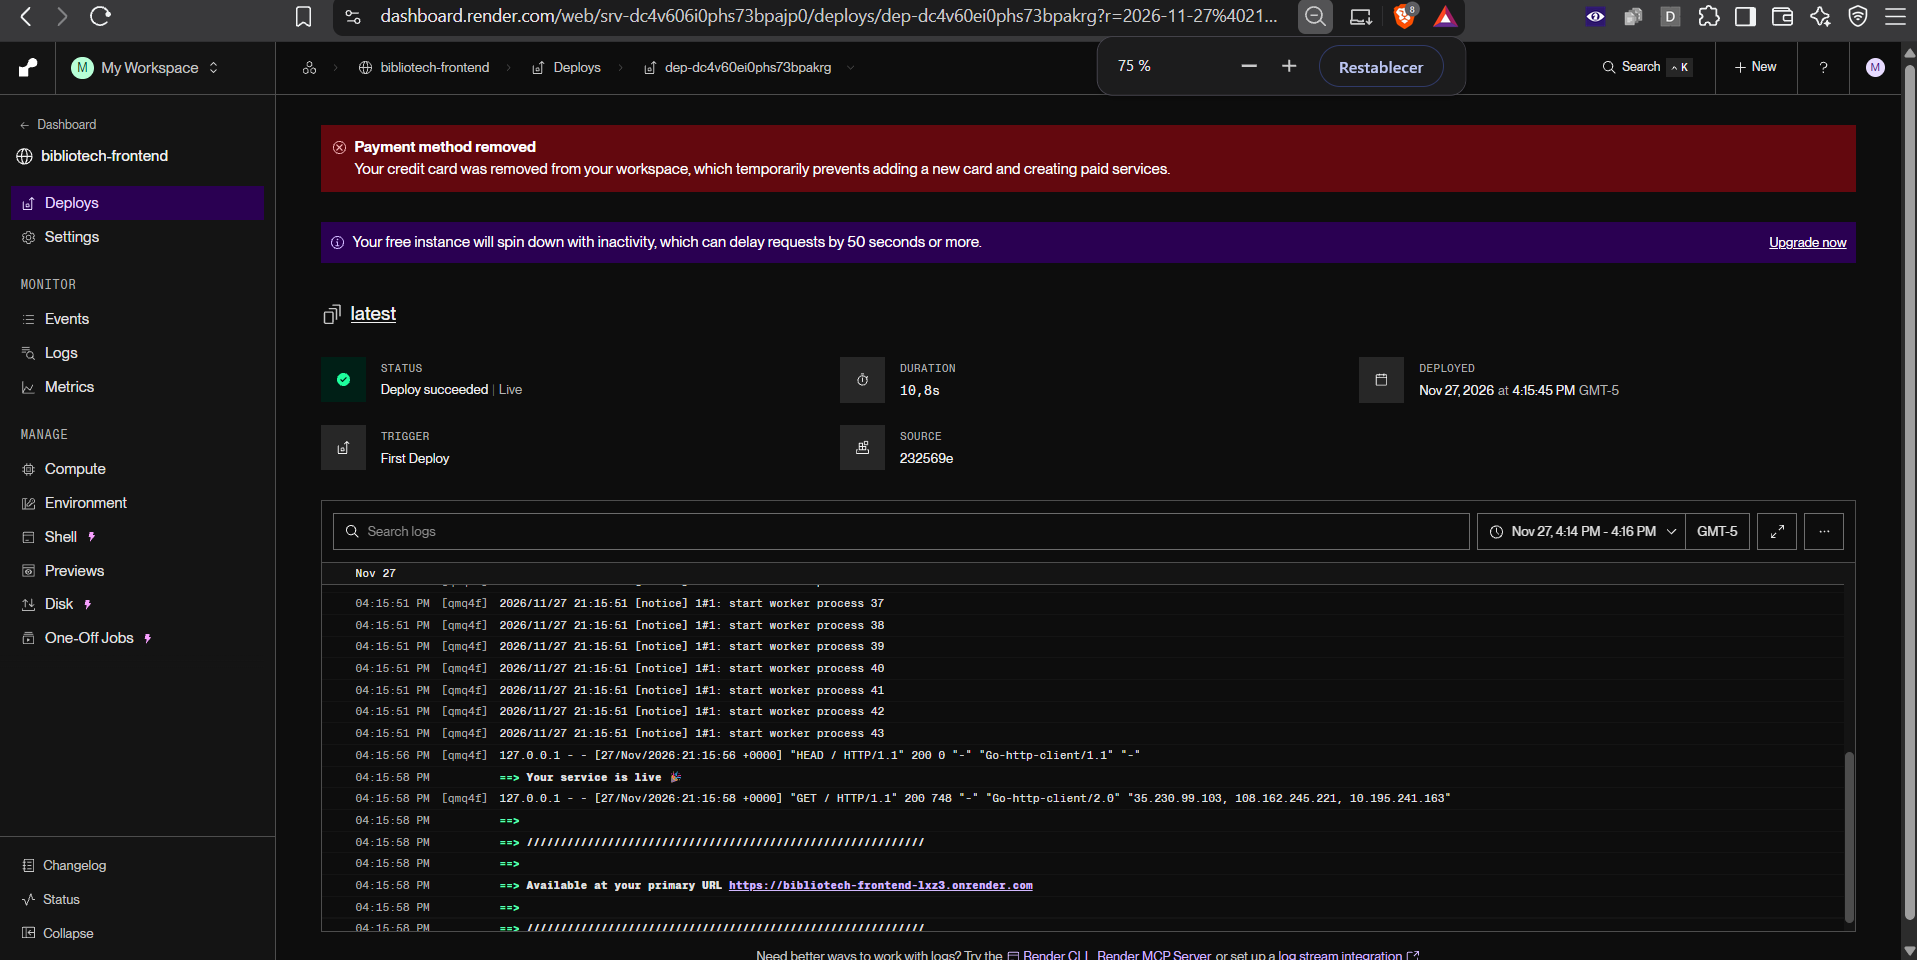 dashboard.render.com/web/srv-dc4v606i0phs73bpajp0/deploys/dep-dc4v60ei0phs73bpakrg?r=2026-11-27%4021...
8
D
M My Workspace
bibliotech-frontend
Deploys
dep-dc4v60ei0phs73bpakrg
75 %
Restablecer
Search ^ K
+ New
?
M
← Dashboard
bibliotech-frontend
Deploys
Settings
MONITOR
Events
Logs
Metrics
MANAGE
Compute
Environment
Shell
Previews
Disk
One-Off Jobs
Changelog
Status
Collapse
Payment method removed
Your credit card was removed from your workspace, which temporarily prevents adding a new card and creating paid services.
Your free instance will spin down with inactivity, which can delay requests by 50 seconds or more.
Upgrade now
latest
STATUS
Deploy succeeded | Live
DURATION
10,8s
DEPLOYED
Nov 27, 2026 at 4:15:45 PM GMT-5
TRIGGER
First Deploy
SOURCE
232569e
Search logs
Nov 27, 4:14 PM - 4:16 PM
GMT-5
...
Nov 27
04:15:51 PM [qmq4f] 2026/11/27 21:15:51 [notice] 1#1: start worker process 37
04:15:51 PM [qmq4f] 2026/11/27 21:15:51 [notice] 1#1: start worker process 38
04:15:51 PM [qmq4f] 2026/11/27 21:15:51 [notice] 1#1: start worker process 39
04:15:51 PM [qmq4f] 2026/11/27 21:15:51 [notice] 1#1: start worker process 40
04:15:51 PM [qmq4f] 2026/11/27 21:15:51 [notice] 1#1: start worker process 41
04:15:51 PM [qmq4f] 2026/11/27 21:15:51 [notice] 1#1: start worker process 42
04:15:51 PM [qmq4f] 2026/11/27 21:15:51 [notice] 1#1: start worker process 43
04:15:56 PM [qmq4f] 127.0.0.1 - - [27/Nov/2026:21:15:56 +0000] "HEAD / HTTP/1.1" 200 0 "-" "Go-http-client/1.1" "-"
04:15:58 PM ==> Your service is live 🎉
04:15:58 PM [qmq4f] 127.0.0.1 - - [27/Nov/2026:21:15:58 +0000] "GET / HTTP/1.1" 200 748 "-" "Go-http-client/2.0" "35.230.99.103, 108.162.245.221, 10.195.241.163"
04:15:58 PM ==>
04:15:58 PM ==> ///////////////////////////////////////////////////////////
04:15:58 PM ==>
04:15:58 PM ==> Available at your primary URL https://bibliotech-frontend-lxz3.onrender.com
04:15:58 PM ==>
04:15:58 PM ==> ///////////////////////////////////////////////////////////
Need better ways to work with logs? Try the Render CLI, Render MCP Server, or set up a log stream integration